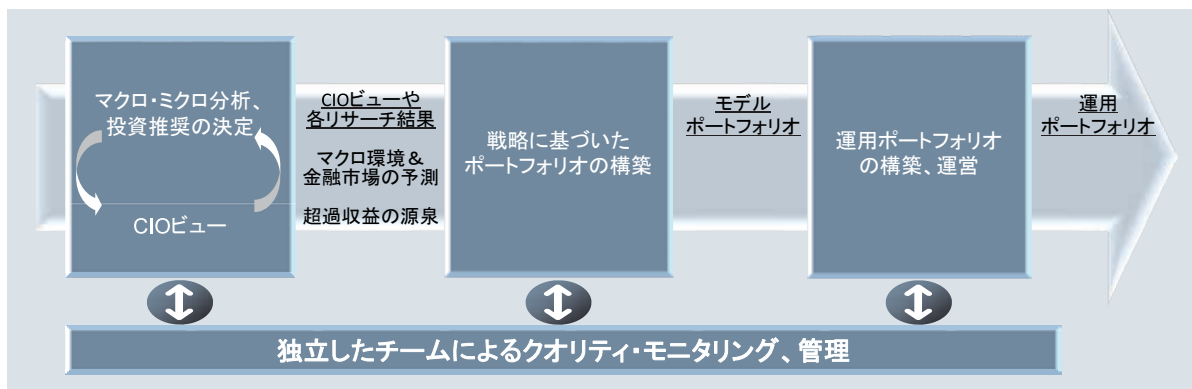 マクロ・ミクロ分析、
投資推奨の決定
CIOビュー
CIOビューや
各リサーチ結果
マクロ環境＆
金融市場の予測
超過収益の源泉
戦略に基づいた
ポートフォリオの構築
モデル
ポートフォリオ
運用ポートフォリオ
の構築、運営
運用
ポートフォリオ
独立したチームによるクオリティ・モニタリング、管理